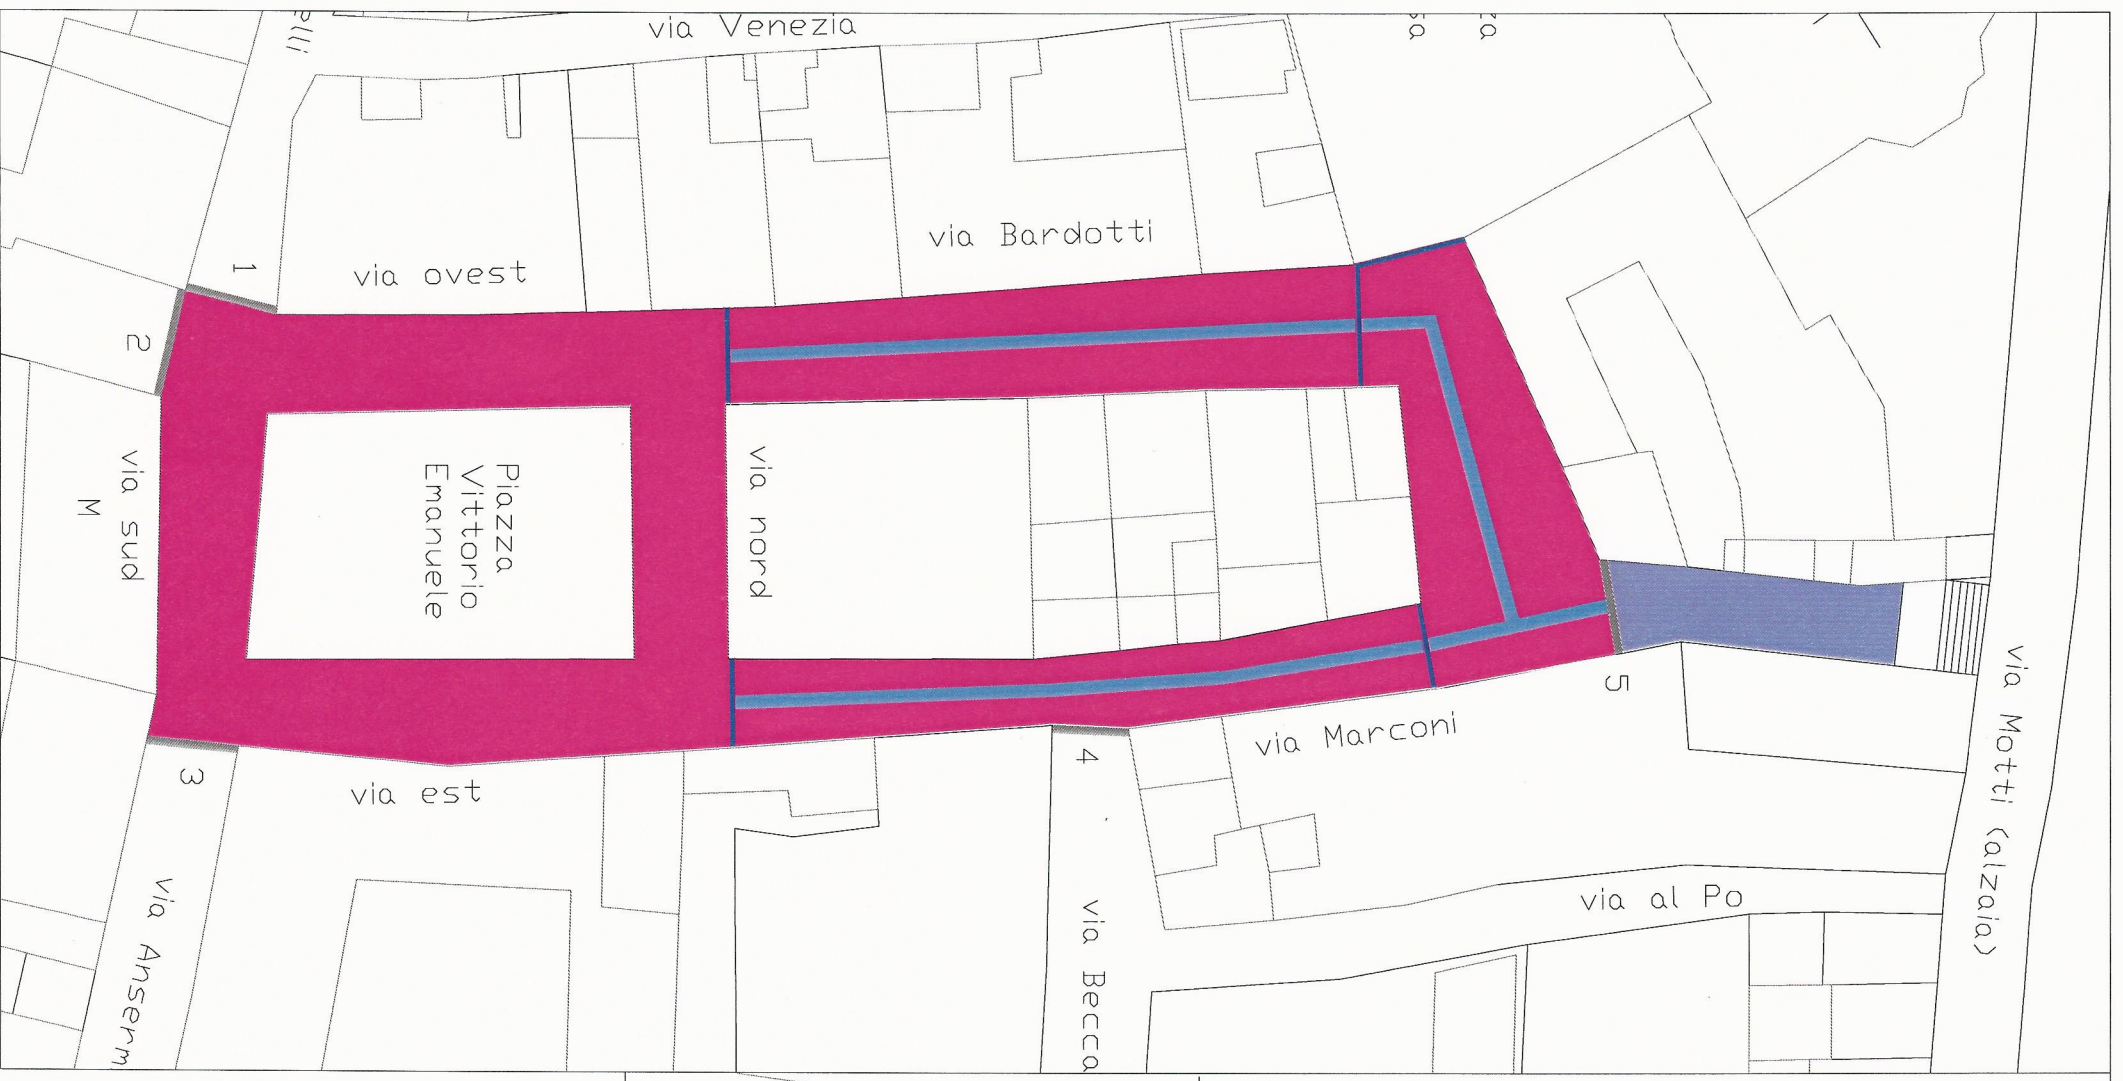 via Venezia
via Bardotti
via ovest
1
2
via sud
M
Piazza
Vitttorio
Emanuele
via nord
3
via est
4
via Marconi
5
via Motti (alzaia)
via al Po
via Becca
via Anserm